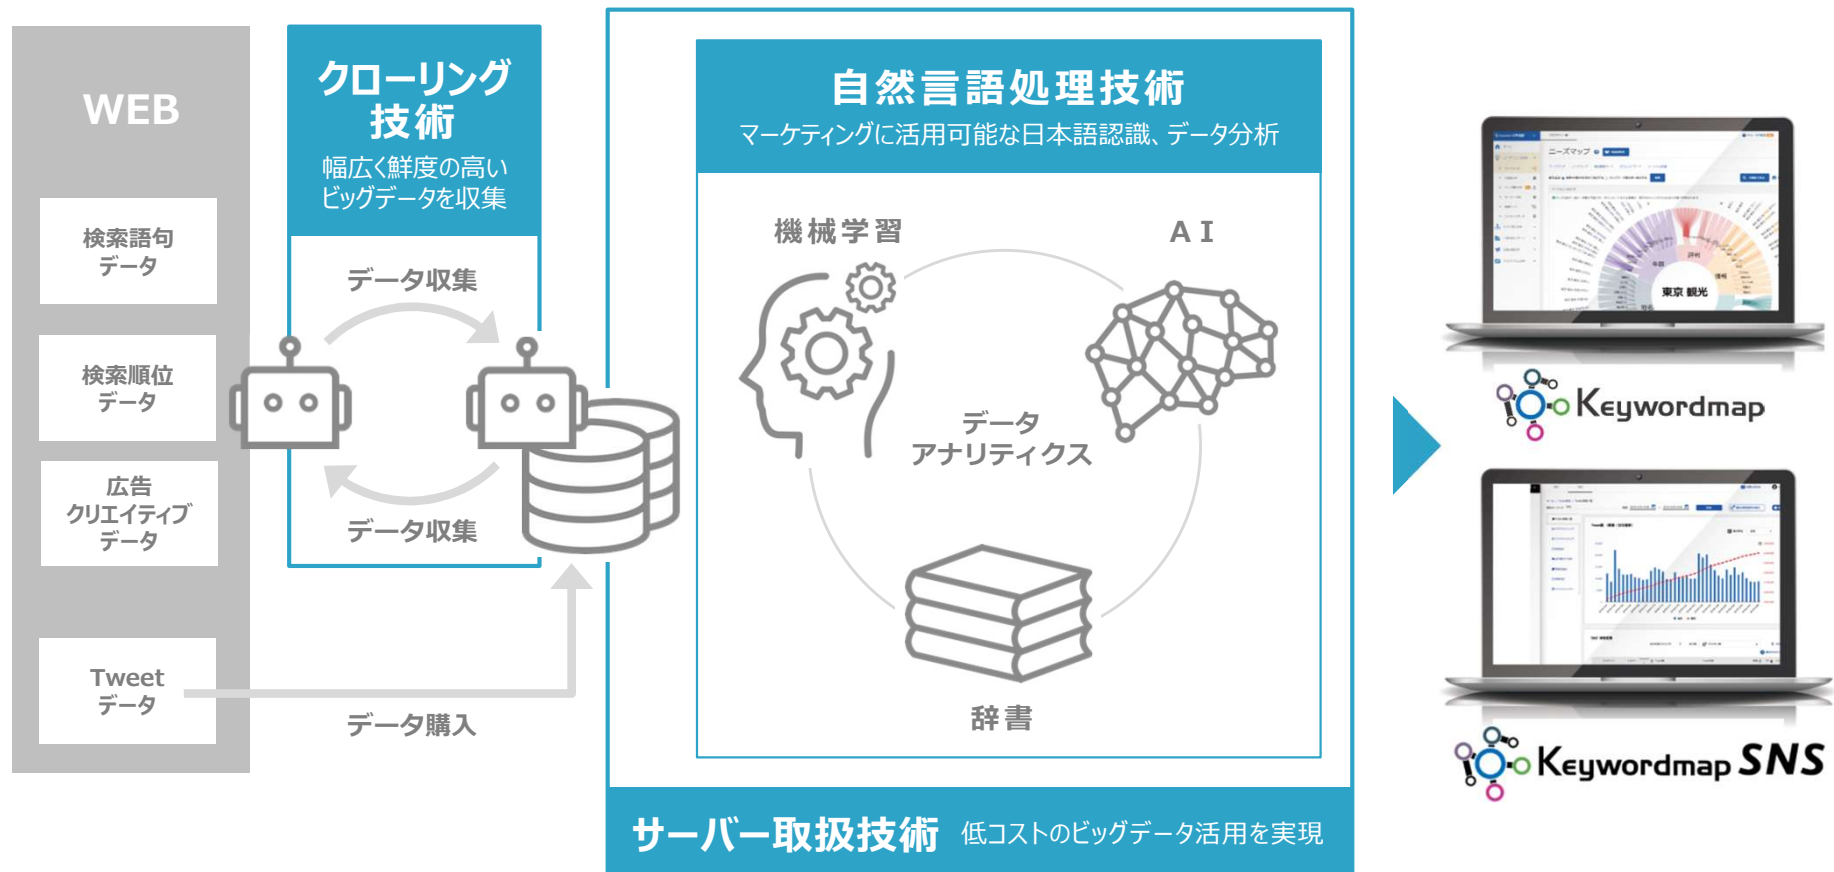 WEB
検索語句
データ
検索順位
データ
広告
クリエイティブ
データ
Tweet
データ
クローリング
技術
幅広く鮮度の高い
ビッグデータを収集
データ収集
データ収集
データ購入
自然言語処理技術
マーケティングに活用可能な日本語認識、データ分析
機械学習
AI
データ
アナリティクス
辞書
サーバー取扱技術 低コストのビッグデータ活用を実現
ニーズマップ
評判
東京 観光
Keywordmap
Keywordmap SNS